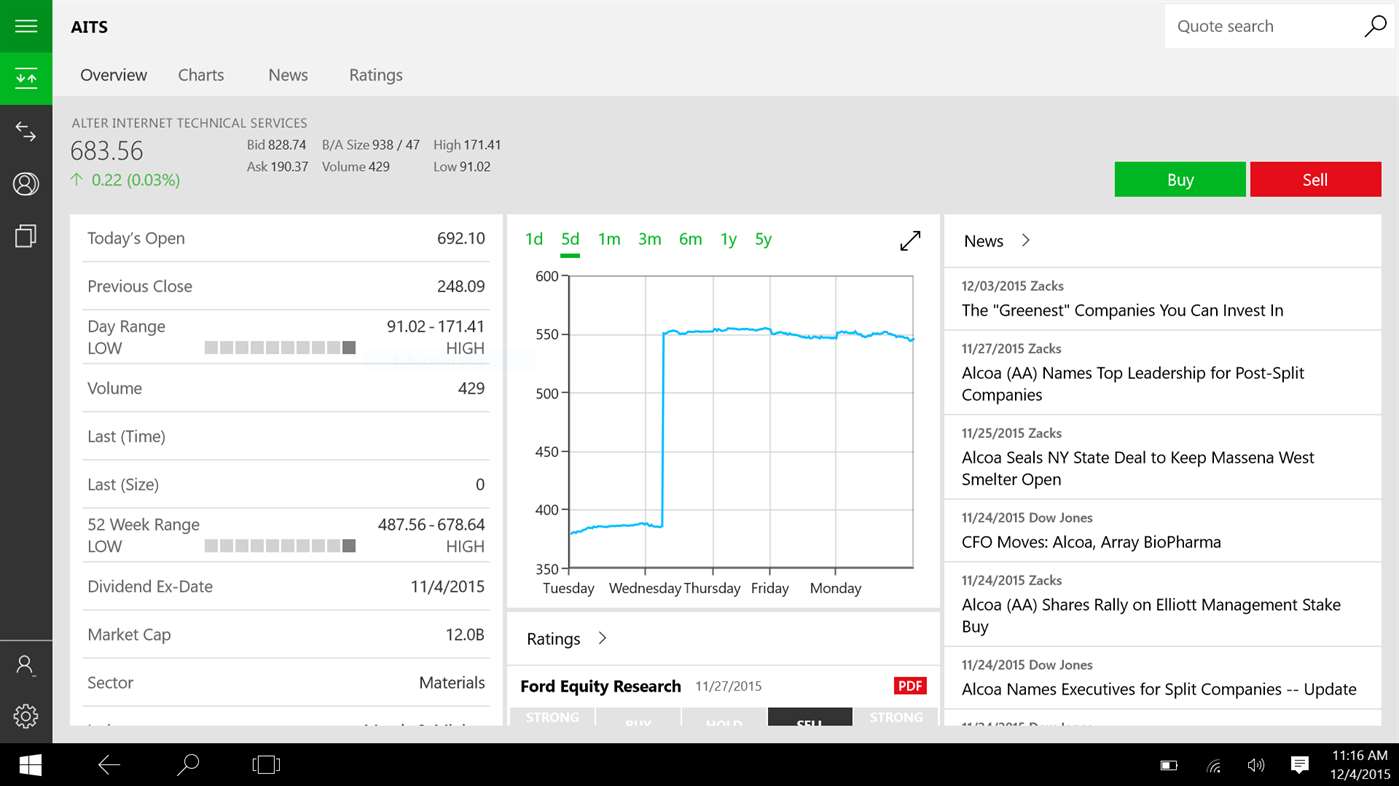 AITS
Quote search
Overview Charts News Ratings
ALTER INTERNET TECHNICAL SERVICES
683.56
0.22 (0.03%)
Bid 828.74 B/A Size 938 / 47 High 171.41
Ask 190.37 Volume 429 Low 91.02
Buy Sell
Today's Open 692.10
Previous Close 248.09
Day Range 91.02 - 171.41
LOW HIGH
Volume 429
Last (Time)
Last (Size) 0
52 Week Range 487.56 - 678.64
LOW HIGH
Dividend Ex-Date 11/4/2015
Market Cap 12.0B
Sector Materials
1d 5d 1m 3m 6m 1y 5y
600
550
500
450
400
350
Tuesday Wednesday Thursday Friday Monday
Ratings
Ford Equity Research 11/27/2015 PDF
STRONG BUY HOLD SELL STRONG
News
12/03/2015 Zacks
The "Greenest" Companies You Can Invest In
11/27/2015 Zacks
Alcoa (AA) Names Top Leadership for Post-Split
Companies
11/25/2015 Zacks
Alcoa Seals NY State Deal to Keep Massena West
Smelter Open
11/24/2015 Dow Jones
CFO Moves: Alcoa, Array BioPharma
11/24/2015 Zacks
Alcoa (AA) Shares Rally on Elliott Management Stake
Buy
11/24/2015 Dow Jones
Alcoa Names Executives for Split Companies -- Update
11:16 AM
12/4/2015